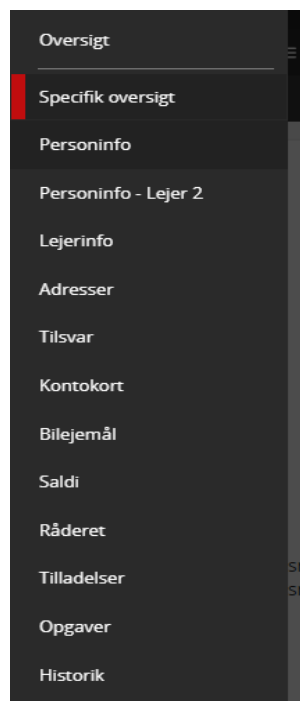 Oversigt
Specifik oversigt
Personinfo
Personinfo - Lejer 2
Lejerinfo
Adresser
Tilsvar
Kontokort
Bilejemål
Saldi
Råderet
Tilladelser
Opgaver
Historik